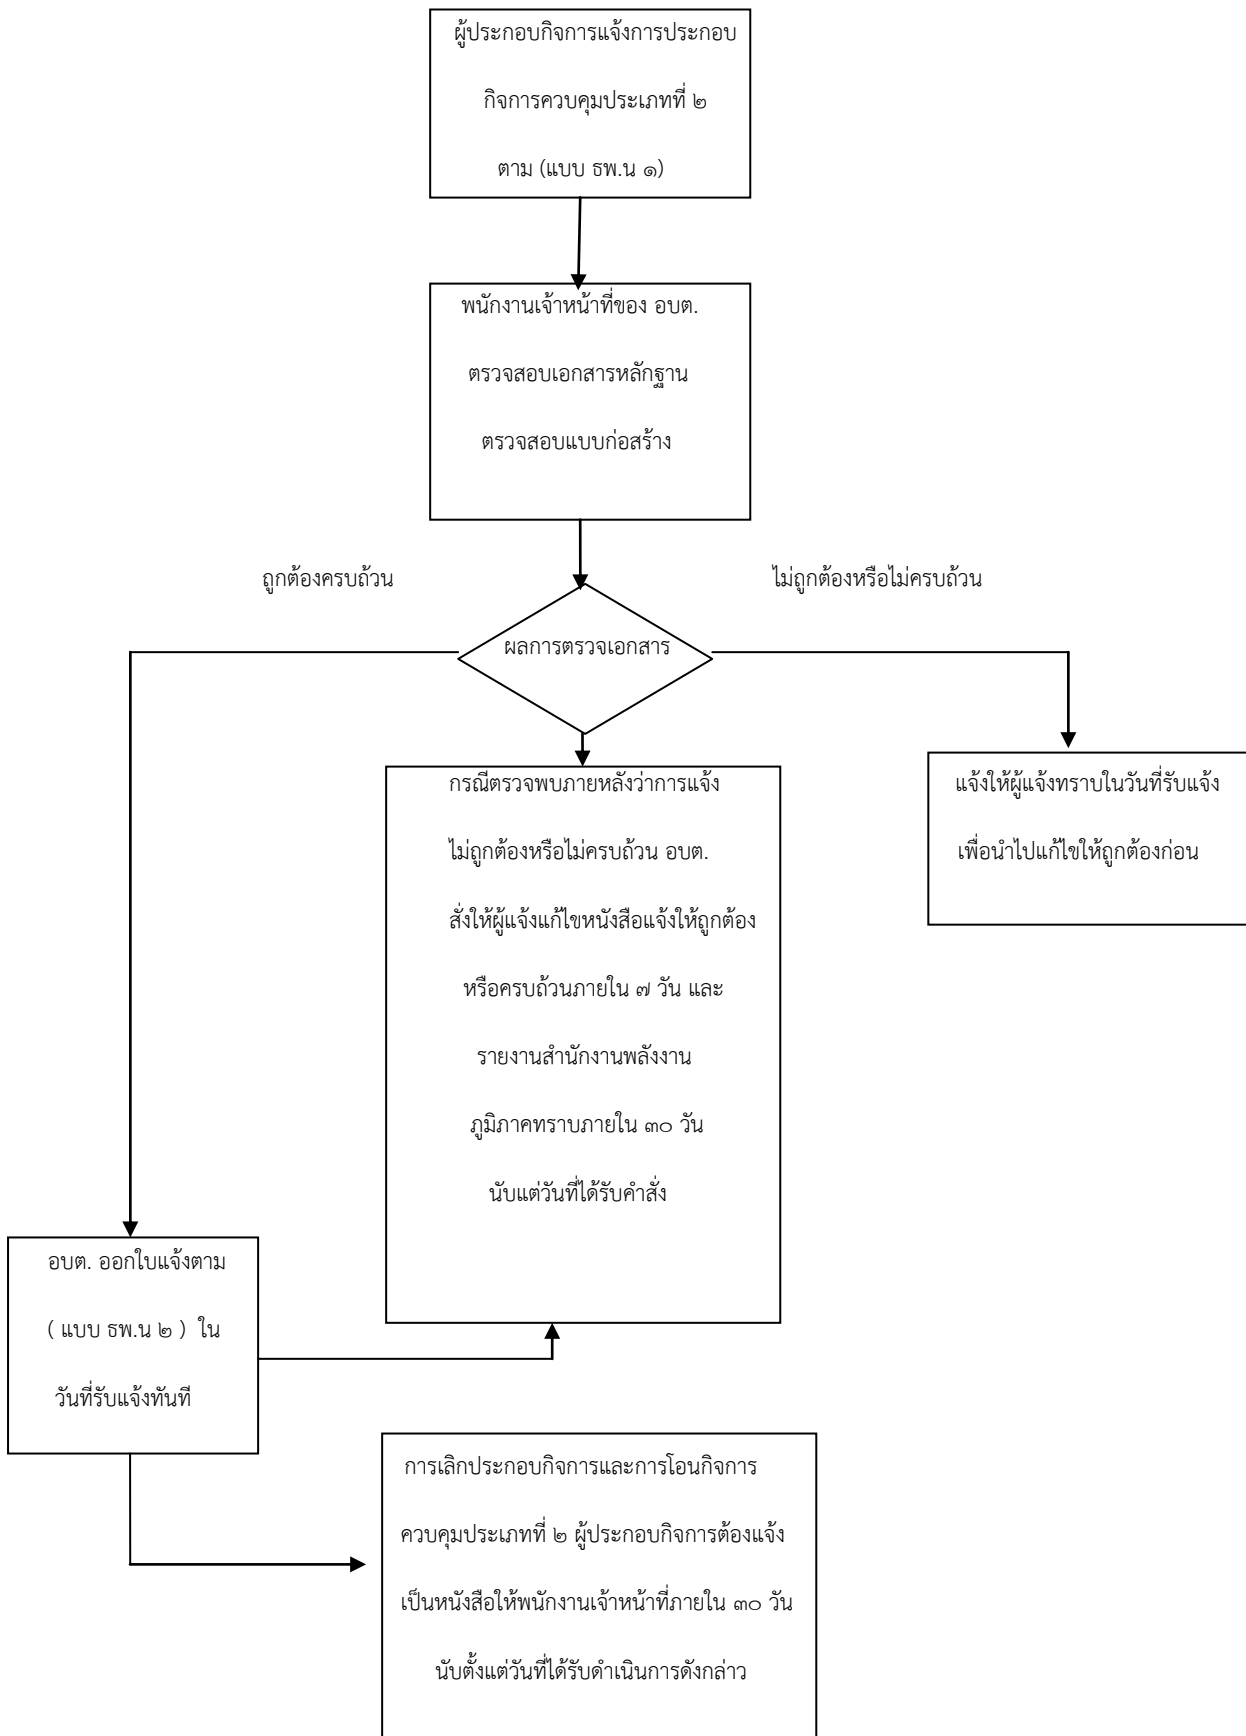 ผู้ประกอบกิจการแจ้งการประกอบ
กิจการควบคุมประเภทที่ ๒
ตาม (แบบ ธพ.น ๑)
พนักงานเจ้าหน้าที่ของ อบต.
ตรวจสอบเอกสารหลักฐาน
ตรวจสอบแบบก่อสร้าง
ถูกต้องครบถ้วน
ไม่ถูกต้องหรือไม่ครบถ้วน
ผลการตรวจเอกสาร
กรณีตรวจพบภายหลังว่าการแจ้ง
ไม่ถูกต้องหรือไม่ครบถ้วน อบต.
สั่งให้ผู้แจ้งแก้ไขหนังสือแจ้งให้ถูกต้อง
หรือครบถ้วนภายใน ๗ วัน และ
รายงานสำนักงานพลังงาน
ภูมิภาคทราบภายใน ๓๐ วัน
นับแต่วันที่ได้รับคำสั่ง
แจ้งให้ผู้แจ้งทราบในวันที่รับแจ้ง
เพื่อนำไปแก้ไขให้ถูกต้องก่อน
อบต. ออกใบแจ้งตาม
( แบบ ธพ.น ๒ ) ใน
วันที่รับแจ้งทันที
การเลิกประกอบกิจการและการโอนกิจการ
ควบคุมประเภทที่ ๒ ผู้ประกอบกิจการต้องแจ้ง
เป็นหนังสือให้พนักงานเจ้าหน้าที่ภายใน ๓๐ วัน
นับตั้งแต่วันที่ได้รับดำเนินการดังกล่าว